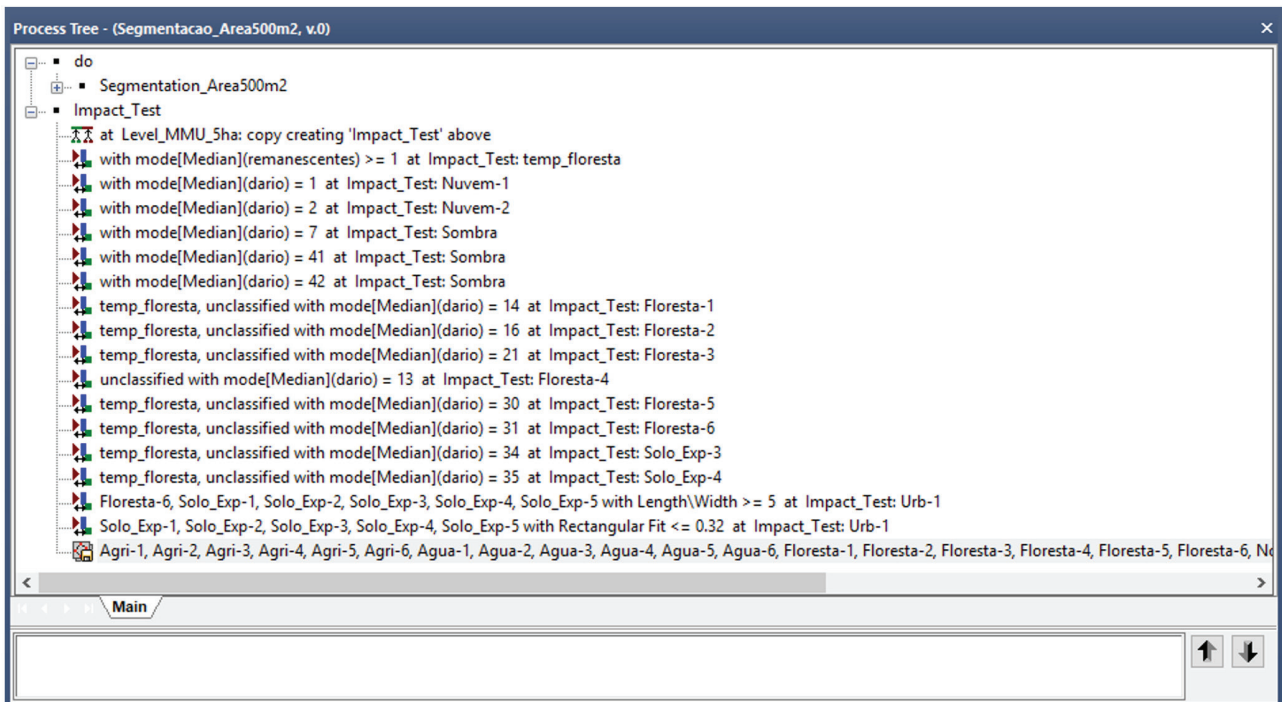 Process Tree - (Segmentacao_Area500m2, v.0)
do
Segmentation_Area500m2
Impact_Test
at Level_MMU_5ha: copy creating 'Impact_Test' above
with mode[Median](remanescentes) >= 1 at Impact_Test: temp_floresta
with mode[Median](dario) = 1 at Impact_Test: Nuvem-1
with mode[Median](dario) = 2 at Impact_Test: Nuvem-2
with mode[Median](dario) = 7 at Impact_Test: Sombra
with mode[Median](dario) = 41 at Impact_Test: Sombra
with mode[Median](dario) = 42 at Impact_Test: Sombra
temp_floresta, unclassified with mode[Median](dario) = 14 at Impact_Test: Floresta-1
temp_floresta, unclassified with mode[Median](dario) = 16 at Impact_Test: Floresta-2
temp_floresta, unclassified with mode[Median](dario) = 21 at Impact_Test: Floresta-3
unclassified with mode[Median](dario) = 13 at Impact_Test: Floresta-4
temp_floresta, unclassified with mode[Median](dario) = 30 at Impact_Test: Floresta-5
temp_floresta, unclassified with mode[Median](dario) = 31 at Impact_Test: Floresta-6
temp_floresta, unclassified with mode[Median](dario) = 34 at Impact_Test: Solo_Exp-3
temp_floresta, unclassified with mode[Median](dario) = 35 at Impact_Test: Solo_Exp-4
Floresta-6, Solo_Exp-1, Solo_Exp-2, Solo_Exp-3, Solo_Exp-4, Solo_Exp-5 with Length\Width >= 5 at Impact_Test: Urb-1
Solo_Exp-1, Solo_Exp-2, Solo_Exp-3, Solo_Exp-4, Solo_Exp-5 with Rectangular Fit <= 0.32 at Impact_Test: Urb-1
Agri-1, Agri-2, Agri-3, Agri-4, Agri-5, Agri-6, Agua-1, Agua-2, Agua-3, Agua-4, Agua-5, Agua-6, Floresta-1, Floresta-2, Floresta-3, Floresta-4, Floresta-5, Floresta-6,
Main